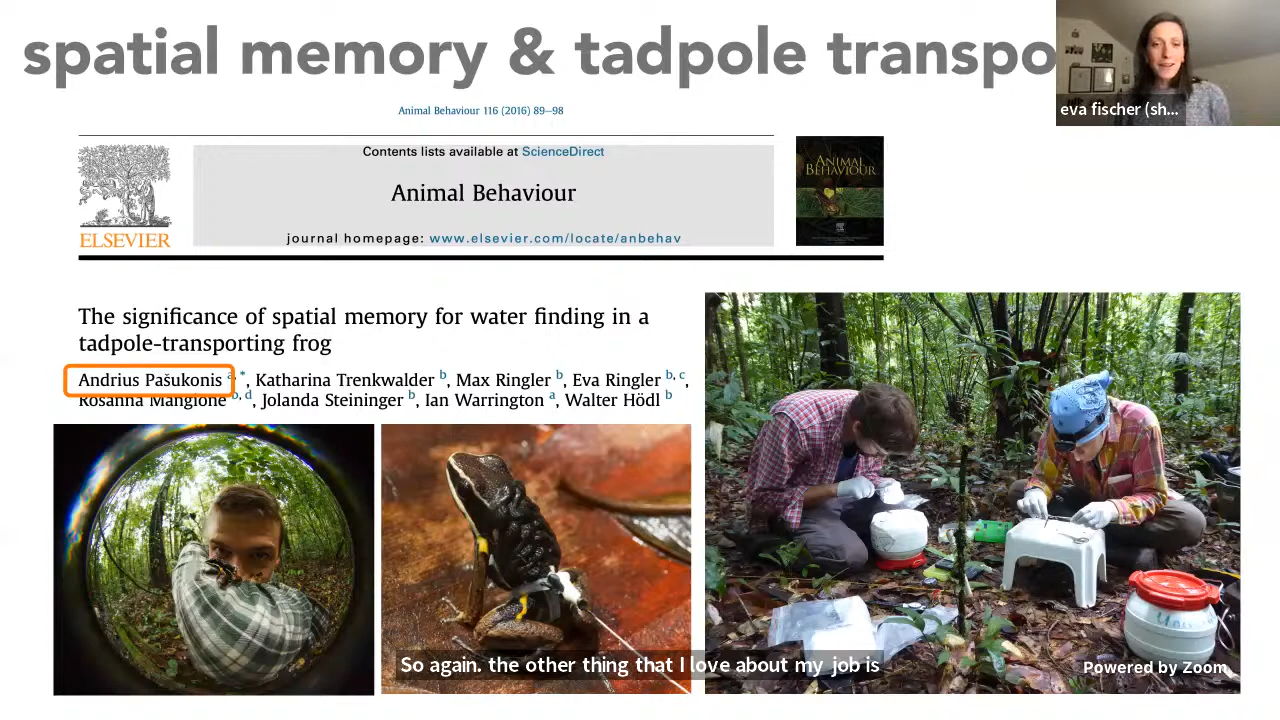 spatial memory & tadpole transpo
eva fischer (sh...
Animal Behaviour 116 (2016) 89–98
Contents lists available at ScienceDirect
Animal Behaviour
journal homepage: www.elsevier.com/locate/anbehav
ELSEVIER
ANIMAL
BEHAVIOUR
The significance of spatial memory for water finding in a
tadpole-transporting frog
Andrius Pašukonis a, *, Katharina Trenkwalder b, Max Ringler b, Eva Ringler b, c,
Rosanna Mangione b, d, Jolanda Steininger b, Ian Warrington a, Walter Hödl b
So again. the other thing that I love about my job is
Powered by Zoom